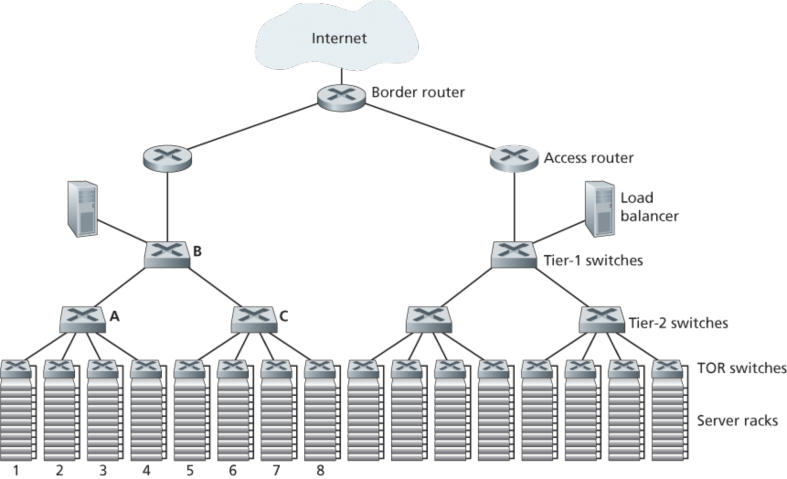 Internet
Border router
Access router
Load
balancer
B
Tier-1 switches
A
C
Tier-2 switches
TOR switches
Server racks
1 2 3 4 5 6 7 8